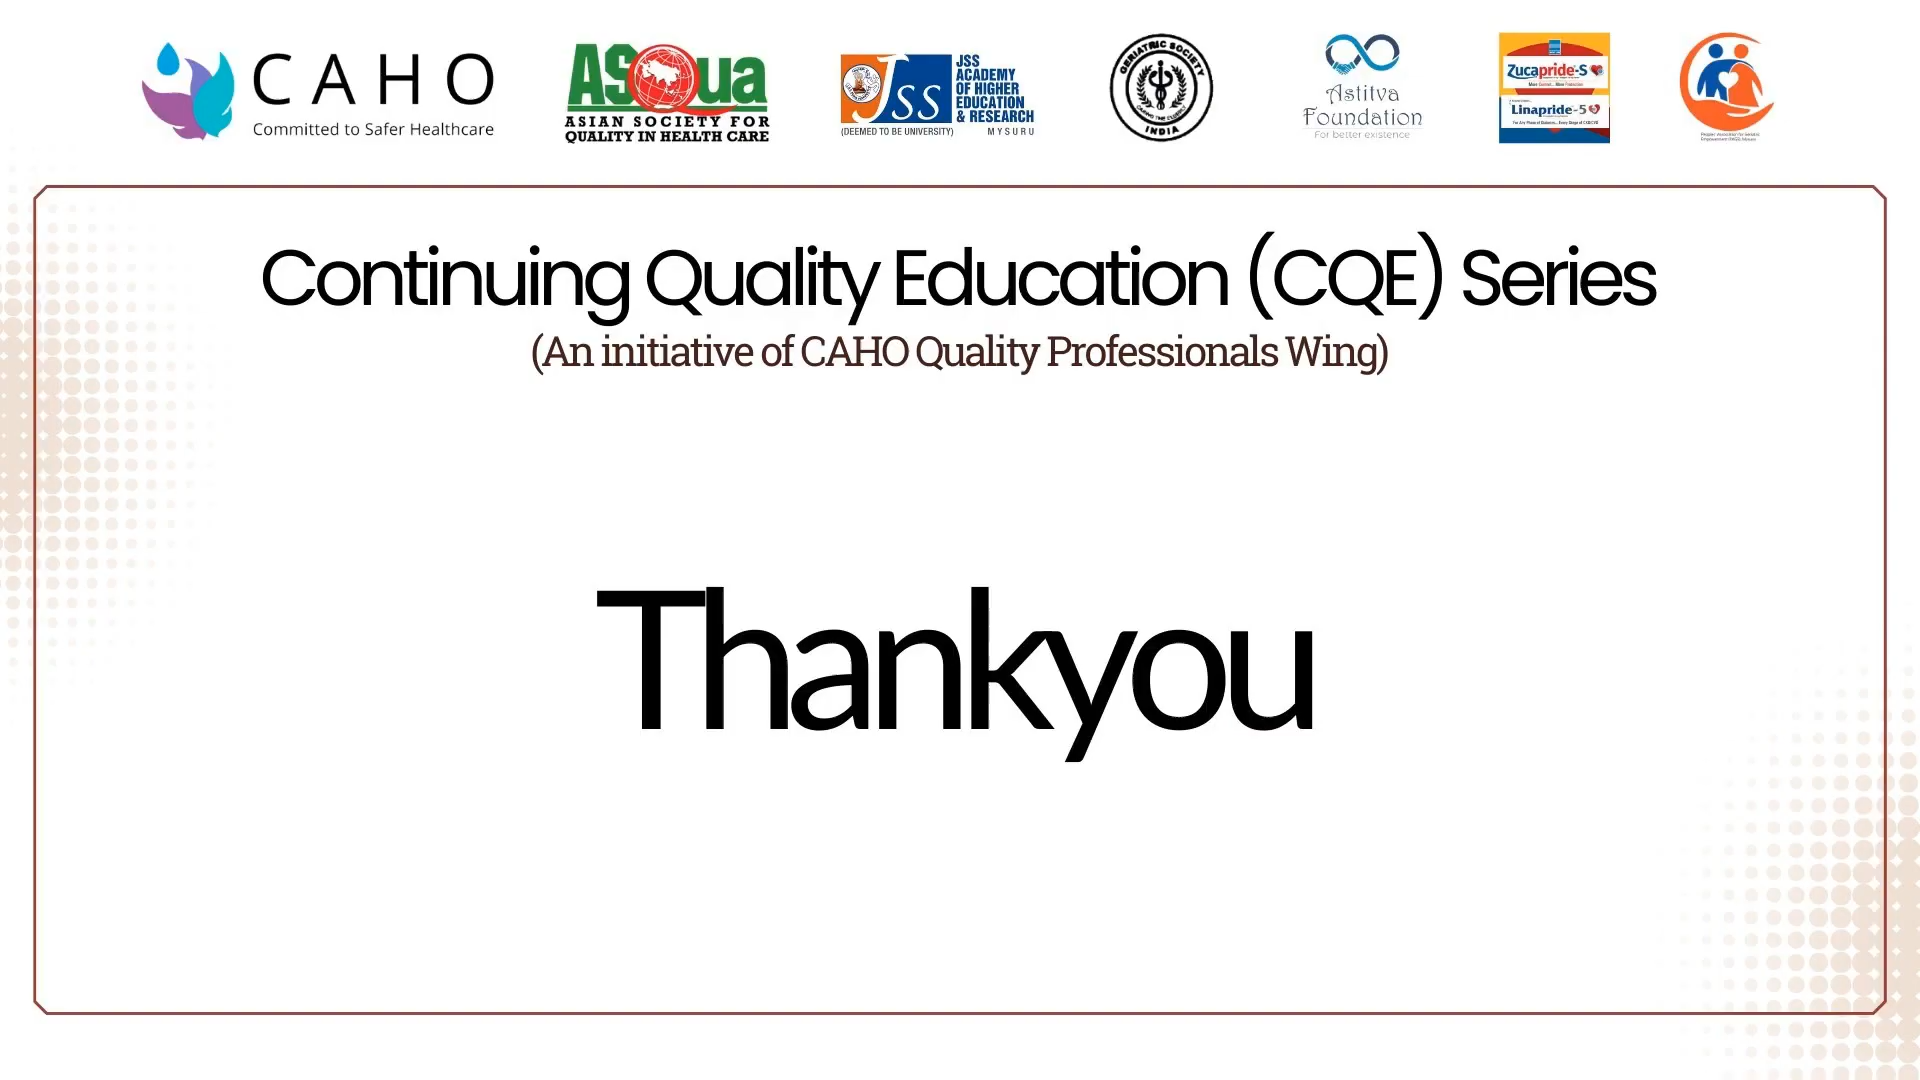 CAHO
Committed to Safer Healthcare
ASQua
ASIAN SOCIETY FOR
QUALITY IN HEALTH CARE
JSS
JSS
ACADEMY
OF HIGHER
EDUCATION
& RESEARCH
(DEEMED TO BE UNIVERSITY) MYSURU
GERIATRIC SOCIETY
INDIA
Astitva
Foundation
For better existence
Zucapride-S
Linapride-5
Continuing Quality Education (CQE) Series
(An initiative of CAHO Quality Professionals Wing)
Thankyou